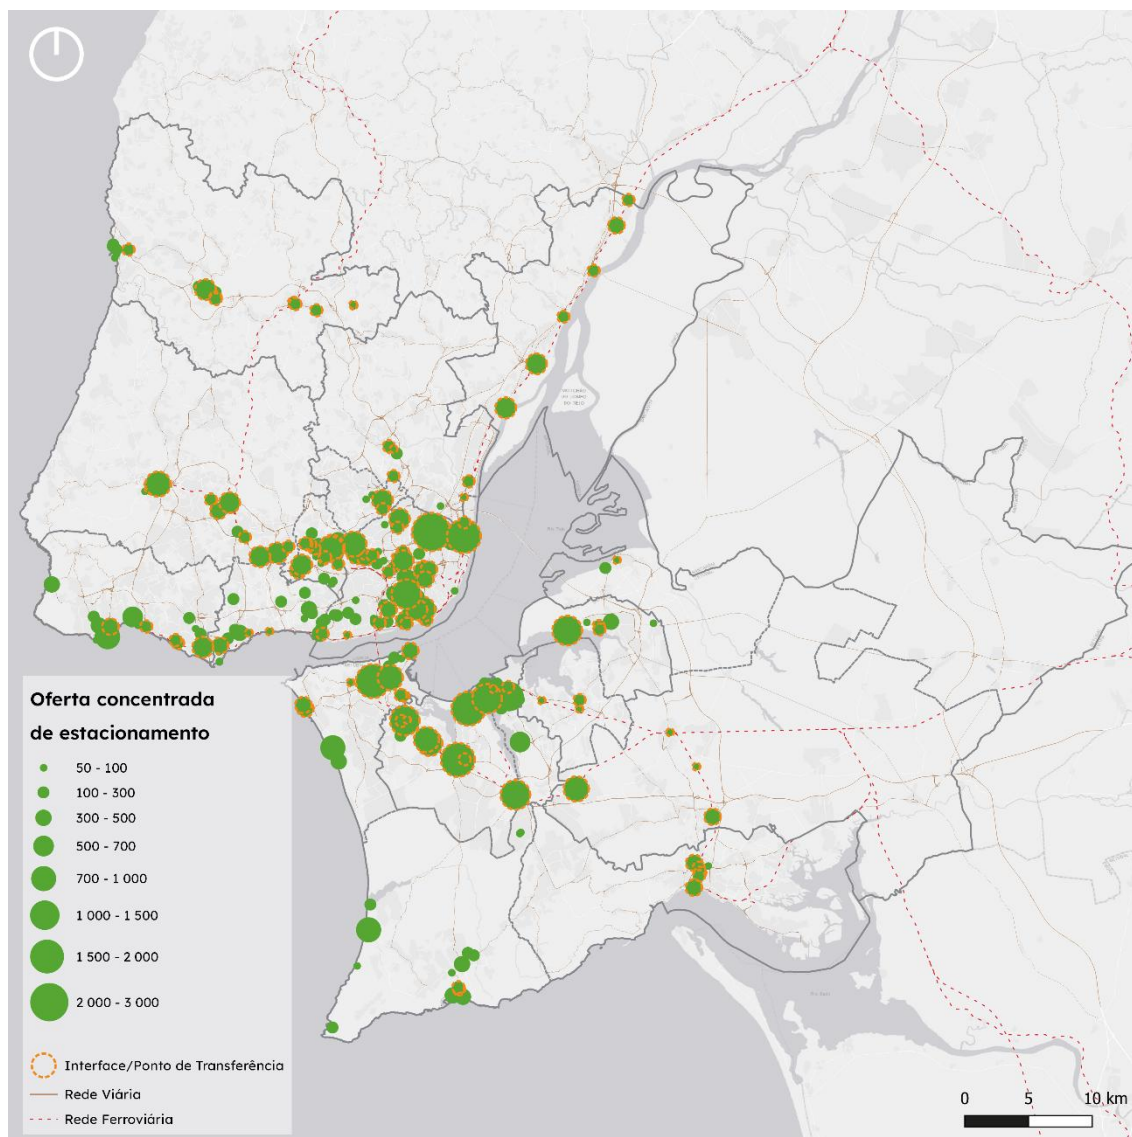 Oferta concentrada
de estacionamento
50 - 100
100 - 300
300 - 500
500 - 700
700 - 1 000
1 000 - 1 500
1 500 - 2 000
2 000 - 3 000
Interface/Ponto de Transferência
Rede Viária
Rede Ferroviária
0 5 10 km